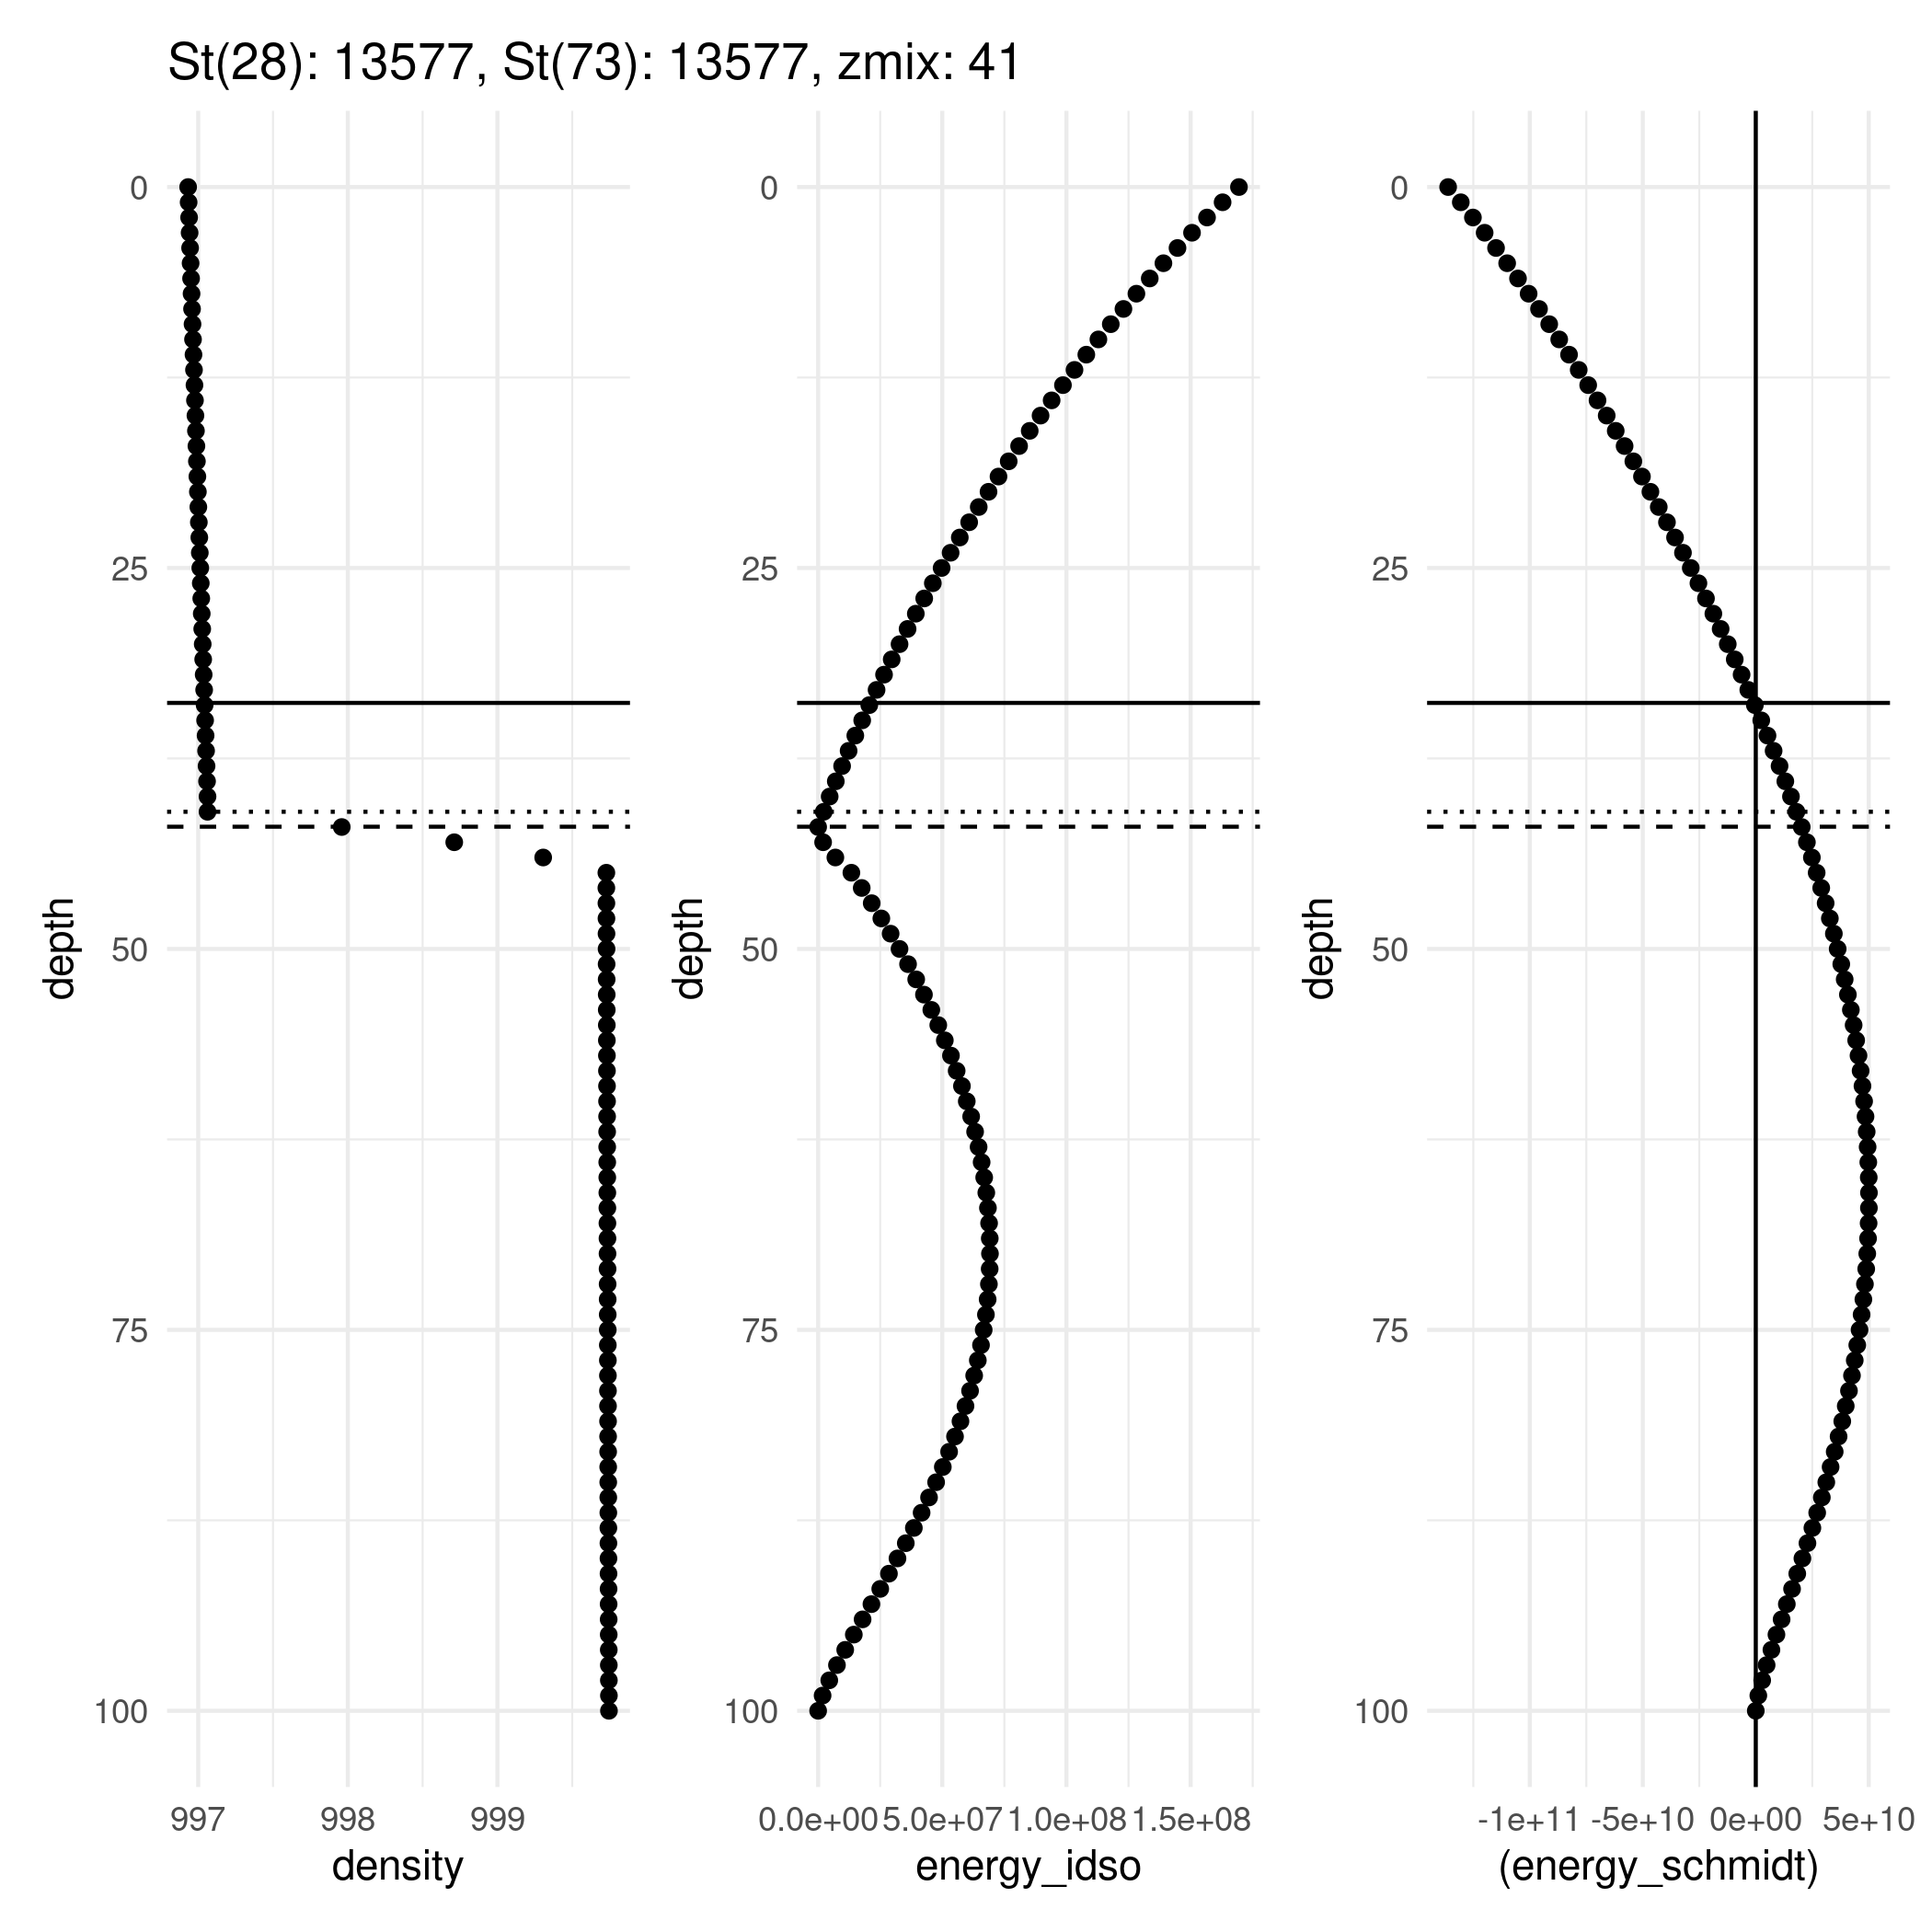 St(28): 13577, St(73): 13577, zmix: 41
0
25
50
75
100
depth
997
998
999
density
0
25
50
75
100
depth
0.0e+00
5.0e+07
1.0e+08
1.5e+08
energy_idso
0
25
50
75
100
depth
-1e+11
-5e+10
0e+00
5e+10
(energy_schmidt)